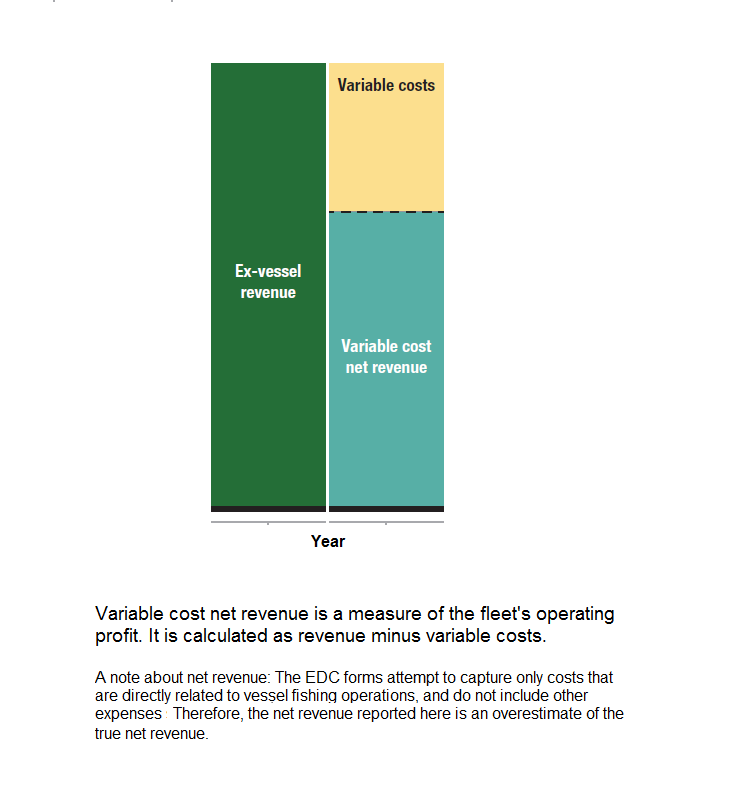 Variable costs
Ex-vessel
revenue
Variable cost
net revenue
Year
Variable cost net revenue is a measure of the fleet's operating
profit. It is calculated as revenue minus variable costs.
A note about net revenue: The EDC forms attempt to capture only costs that
are directly related to vessel fishing operations, and do not include other
expenses Therefore, the net revenue reported here is an overestimate of the
true net revenue.